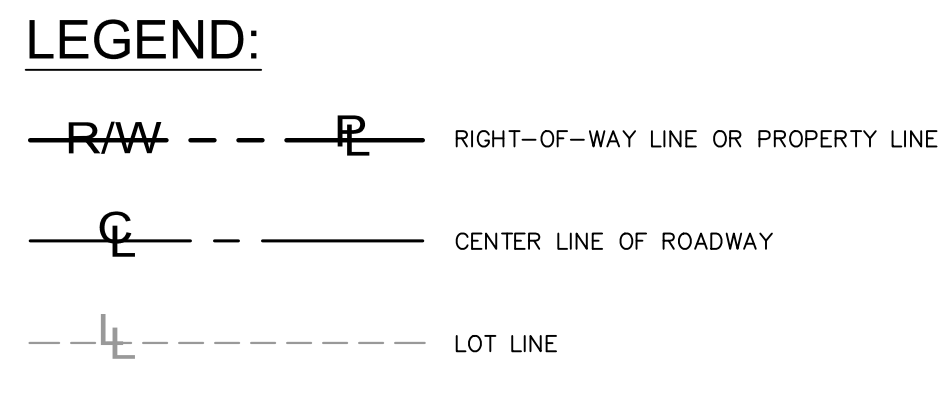 LEGEND:
R/W PL RIGHT-OF-WAY LINE OR PROPERTY LINE
CL CENTER LINE OF ROADWAY
LL LOT LINE